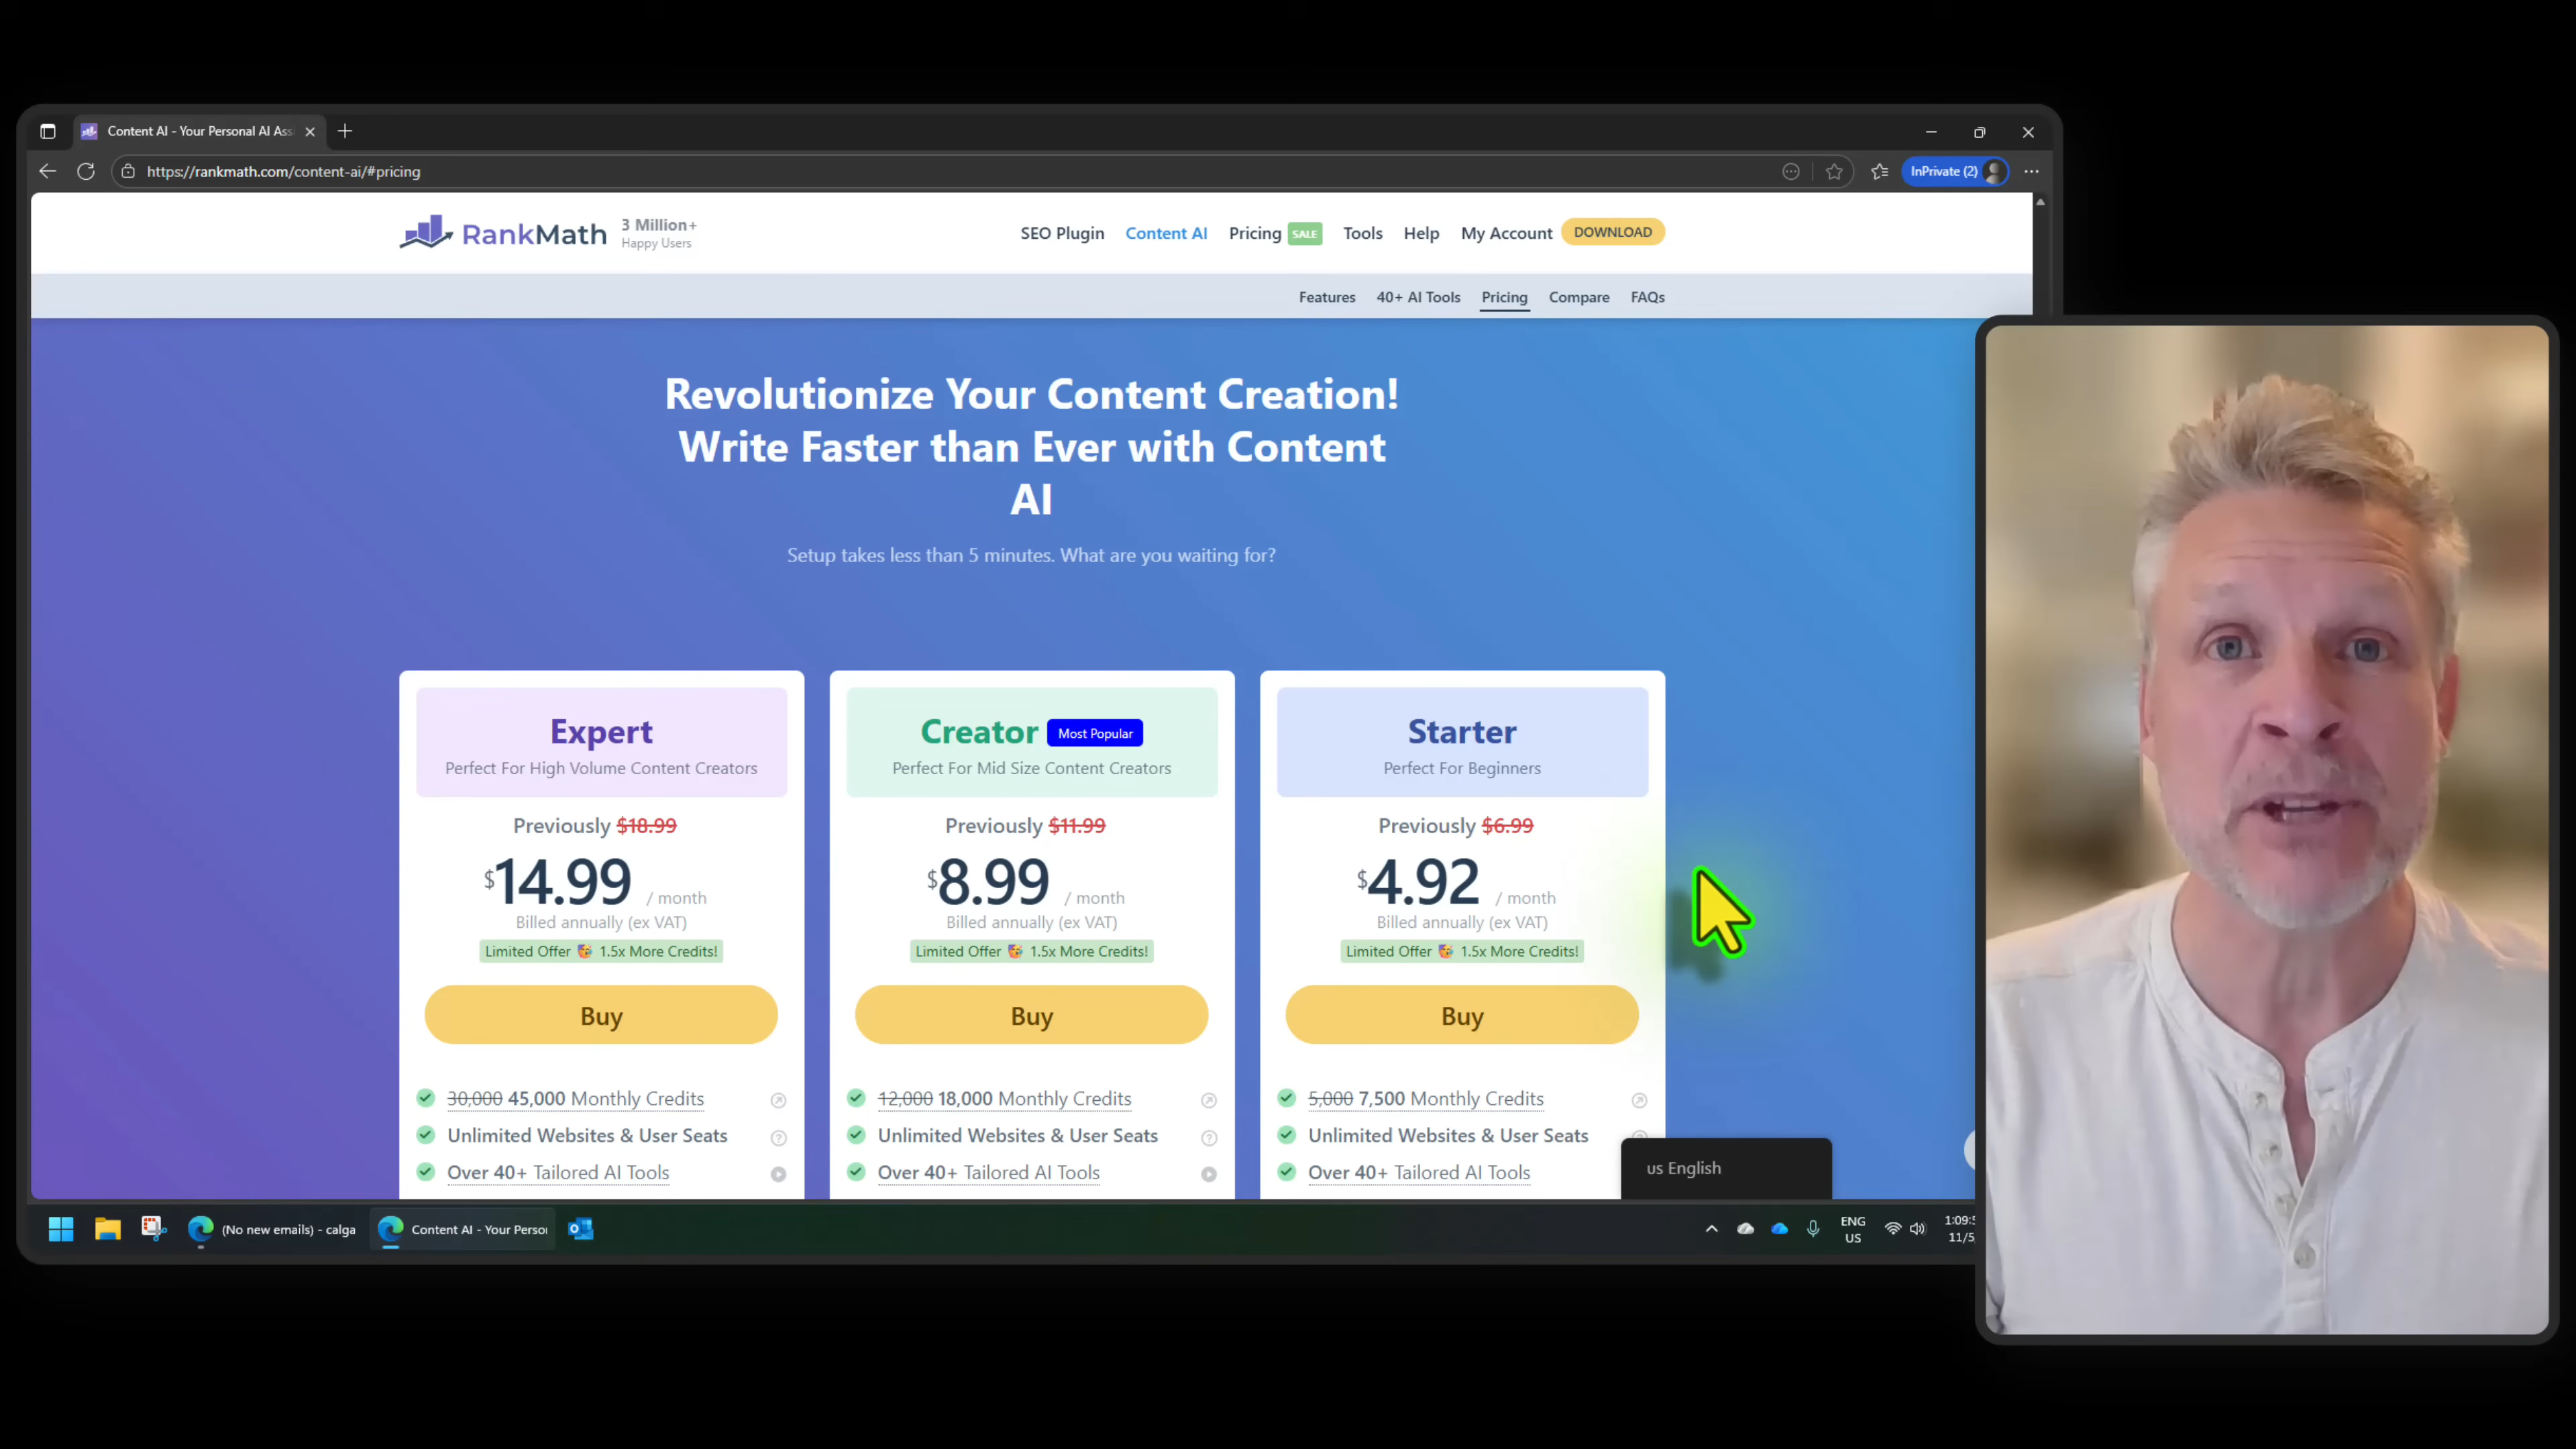 Content AI - Your Personal AI Ass
https://rankmath.com/content-ai/#pricing
InPrivate (2)
RankMath
3 Million+
Happy Users
SEO Plugin
Content AI
Pricing
SALE
Tools
Help
My Account
DOWNLOAD
Features
40+ AI Tools
Pricing
Compare
FAQs
Revolutionize Your Content Creation!
Write Faster than Ever with Content
AI
Setup takes less than 5 minutes. What are you waiting for?
Expert
Perfect For High Volume Content Creators
Previously $18.99
$14.99 / month
Billed annually (ex VAT)
Limited Offer 🥳 1.5x More Credits!
Buy
30,000 45,000 Monthly Credits
Unlimited Websites & User Seats
Over 40+ Tailored AI Tools
Creator Most Popular
Perfect For Mid Size Content Creators
Previously $11.99
$8.99 / month
Billed annually (ex VAT)
Limited Offer 🥳 1.5x More Credits!
Buy
12,000 18,000 Monthly Credits
Unlimited Websites & User Seats
Over 40+ Tailored AI Tools
Starter
Perfect For Beginners
Previously $6.99
$4.92 / month
Billed annually (ex VAT)
Limited Offer 🥳 1.5x More Credits!
Buy
5,000 7,500 Monthly Credits
Unlimited Websites & User Seats
Over 40+ Tailored AI Tools
us English
(No new emails) - calga
Content AI - Your Person
ENG
US
1:09:5
11/5